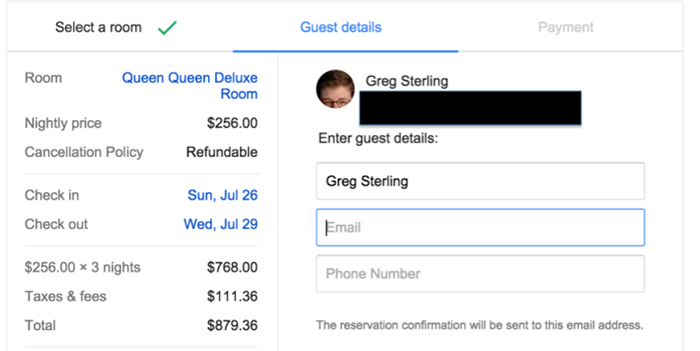 Select a room
Guest details
Payment
Room Queen Queen Deluxe
Room
Nightly price $256.00
Cancellation Policy Refundable
Check in Sun, Jul 26
Check out Wed, Jul 29
$256.00 × 3 nights $768.00
Taxes & fees $111.36
Total $879.36
Greg Sterling
Enter guest details:
Greg Sterling
Email
Phone Number
The reservation confirmation will be sent to this email address.